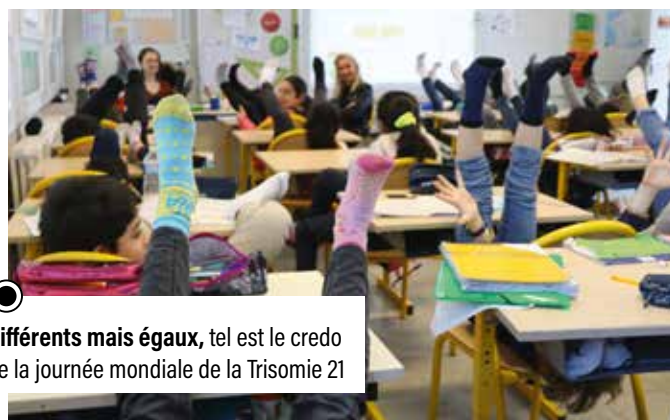 ifférents mais égaux, tel est le credo
e la journée mondiale de la Trisomie 21